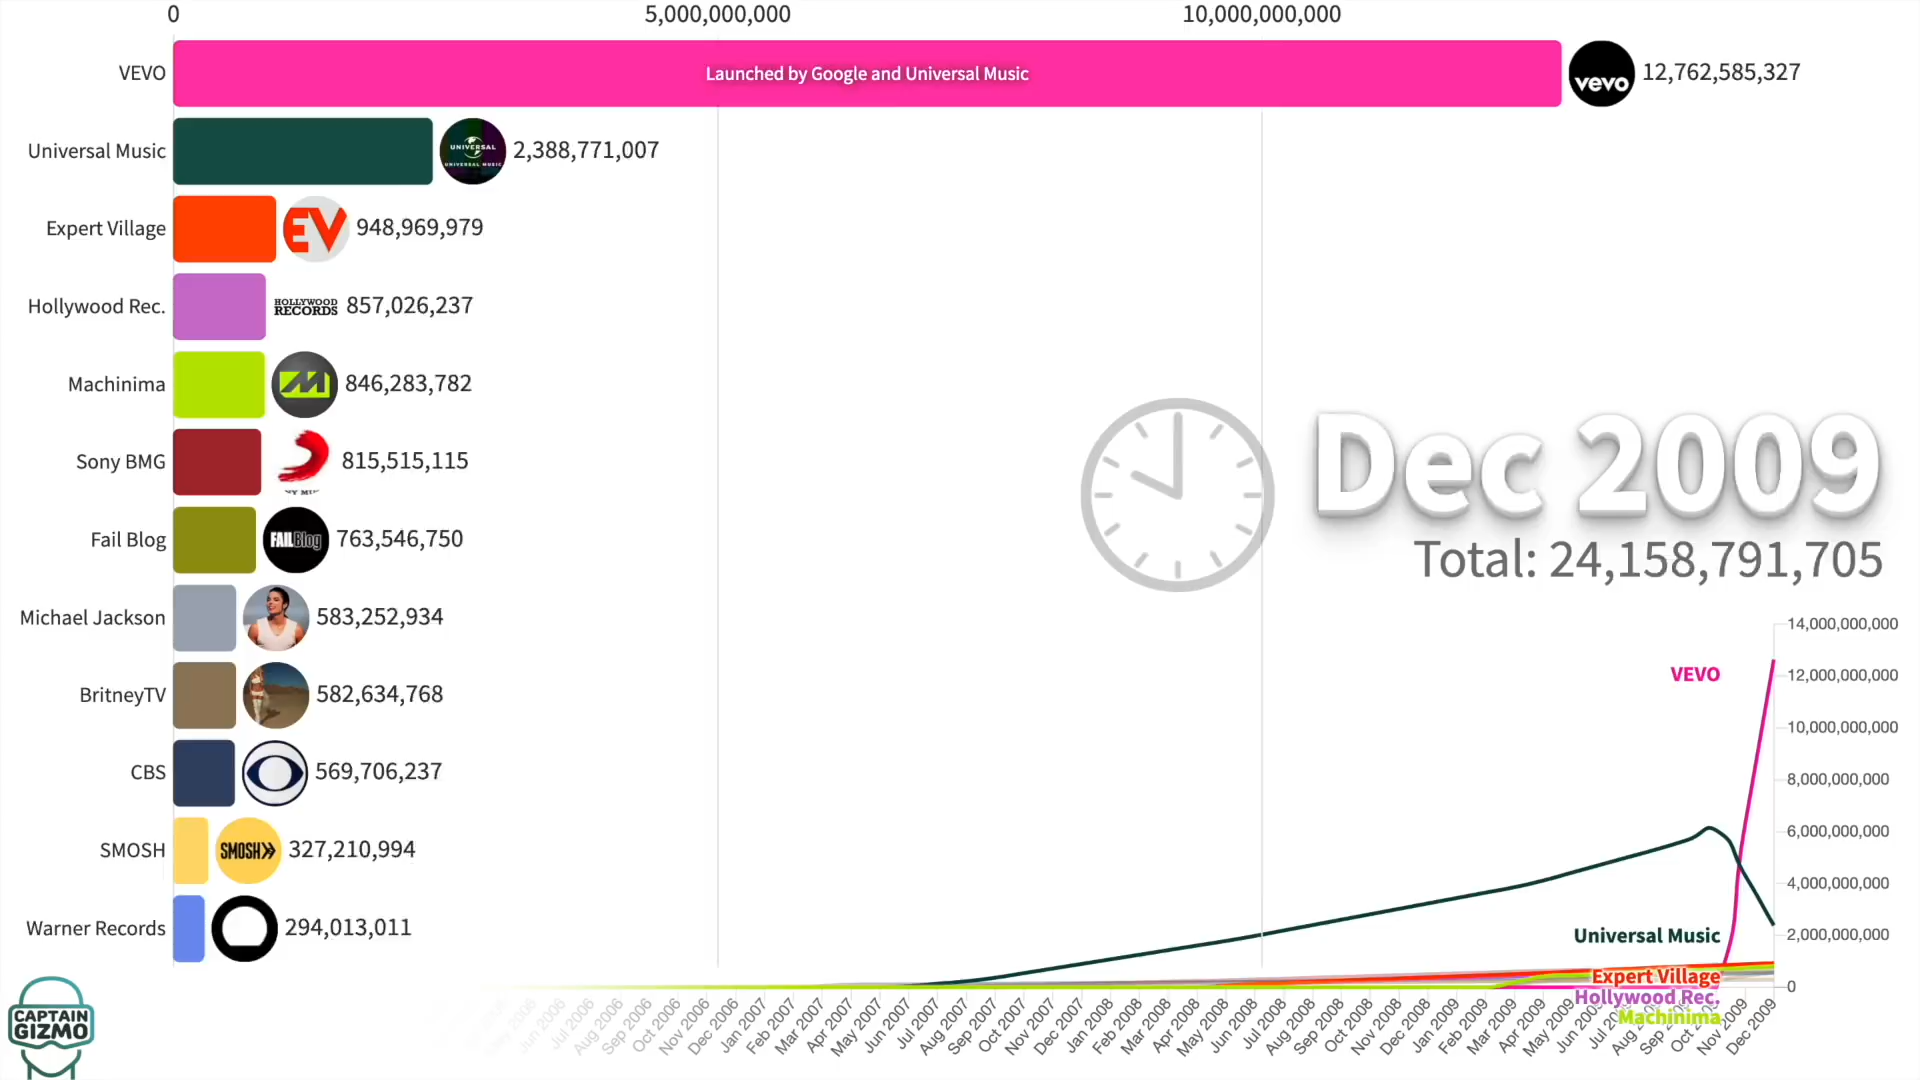 0 5,000,000,000 10,000,000,000
VEVO Launched by Google and Universal Music vevo 12,762,585,327
Universal Music UNIVERSAL UNIVERSAL MUSIC 2,388,771,007
Expert Village EV 948,969,979
Hollywood Rec. HOLLYWOOD RECORDS 857,026,237
Machinima M 846,283,782
Sony BMG 815,515,115
Fail Blog FAILBlog 763,546,750
Michael Jackson 583,252,934
BritneyTV 582,634,768
CBS 569,706,237
SMOSH SMOSH 327,210,994
Warner Records 294,013,011
Dec 2009
Total: 24,158,791,705
14,000,000,000
12,000,000,000
10,000,000,000
8,000,000,000
6,000,000,000
4,000,000,000
2,000,000,000
0
VEVO
Universal Music
Expert Village
Hollywood Rec.
Machinima
Jun 2006 Jul 2006 Aug 2006 Sep 2006 Oct 2006 Nov 2006 Dec 2006 Jan 2007 Feb 2007 Mar 2007 Apr 2007 May 2007 Jun 2007 Jul 2007 Aug 2007 Sep 2007 Oct 2007 Nov 2007 Dec 2007 Jan 2008 Feb 2008 Mar 2008 Apr 2008 May 2008 Jun 2008 Jul 2008 Aug 2008 Sep 2008 Oct 2008 Nov 2008 Dec 2008 Jan 2009 Feb 2009 Mar 2009 Apr 2009 May 2009 Nov 2009 Dec 2009
CAPTAIN
GIZMO